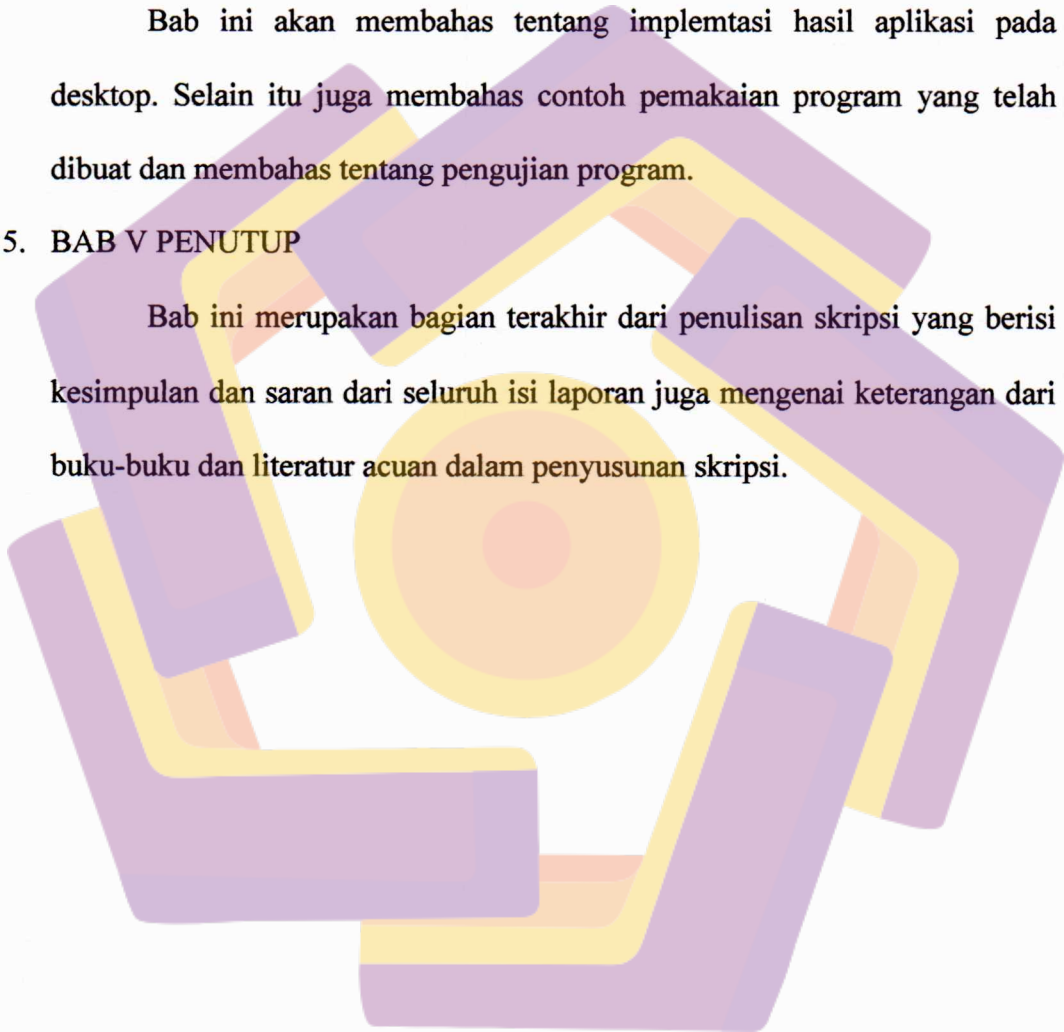 Bab ini akan membahas tentang implemtasi hasil aplikasi pada
desktop. Selain itu juga membahas contoh pemakaian program yang telah
dibuat dan membahas tentang pengujian program.
5. BAB V PENUTUP
Bab ini merupakan bagian terakhir dari penulisan skripsi yang berisi
kesimpulan dan saran dari seluruh isi laporan juga mengenai keterangan dari
buku-buku dan literatur acuan dalam penyusunan skripsi.